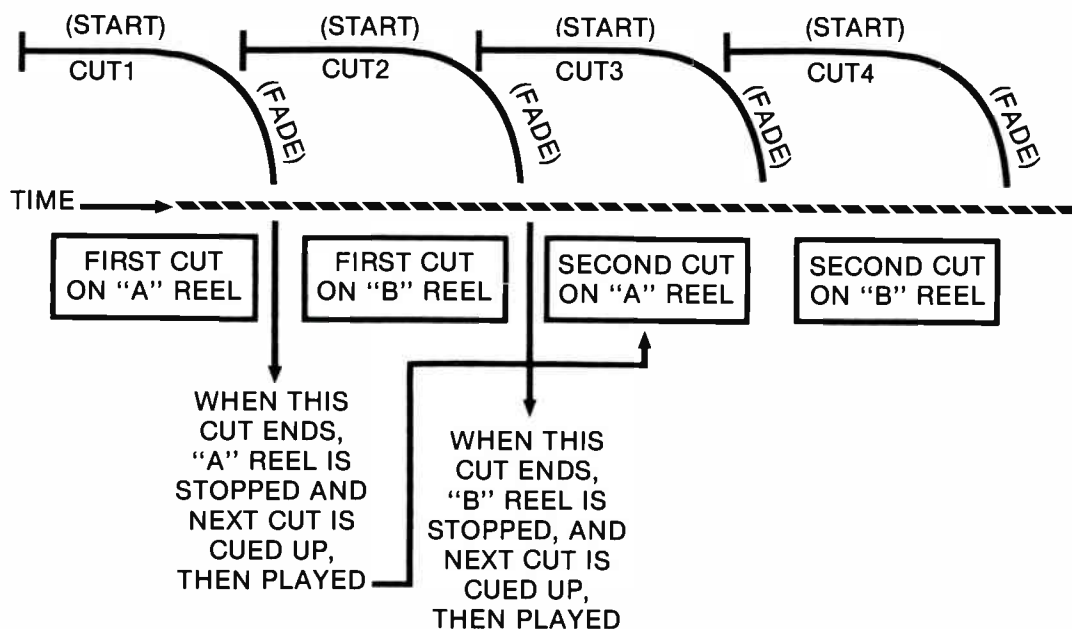 (START)
CUT1
(FADE)
(START)
CUT2
(FADE)
(START)
CUT3
(FADE)
(START)
CUT4
(FADE)
TIME
FIRST CUT
ON “A” REEL
FIRST CUT
ON “B” REEL
SECOND CUT
ON “A” REEL
SECOND CUT
ON “B” REEL
WHEN THIS
CUT ENDS,
“A” REEL IS
STOPPED AND
NEXT CUT IS
CUED UP,
THEN PLAYED
WHEN THIS
CUT ENDS,
“B” REEL IS
STOPPED, AND
NEXT CUT IS
CUED UP,
THEN PLAYED